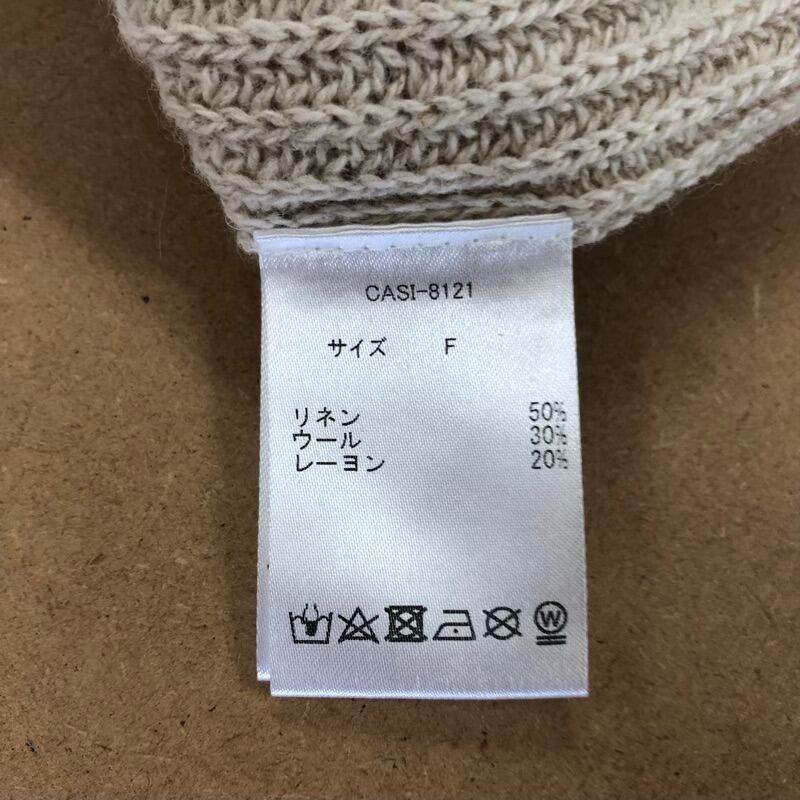 CASI-8121
サイズ F
リネン 50%
ウール 30%
レーヨン 20%
W